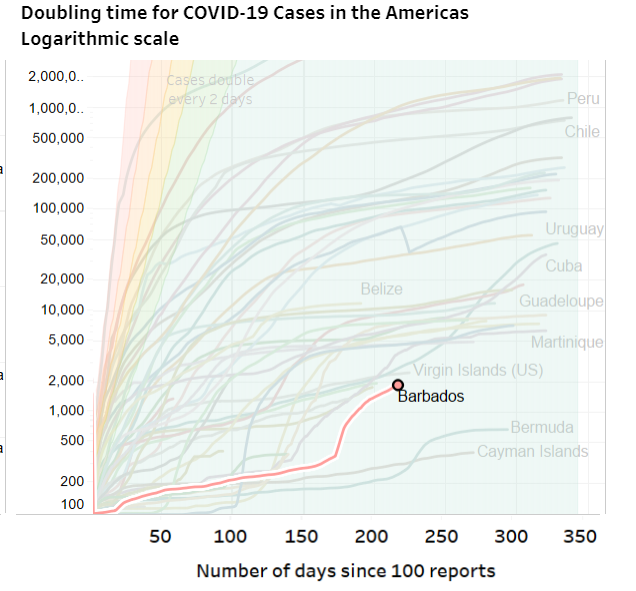 Doubling time for COVID-19 Cases in the Americas
Logarithmic scale
Cases double
every 2 days
2,000,0..
1,000,0..
500,000
200,000
100,000
50,000
20,000
10,000
5,000
2,000
1,000
500
200
100
Peru
Chile
Uruguay
Cuba
Belize
Guadeloupe
Martinique
Virgin Islands (US)
Barbados
Bermuda
Cayman Islands
a
a
a
50
100
150
200
250
300
350
Number of days since 100 reports